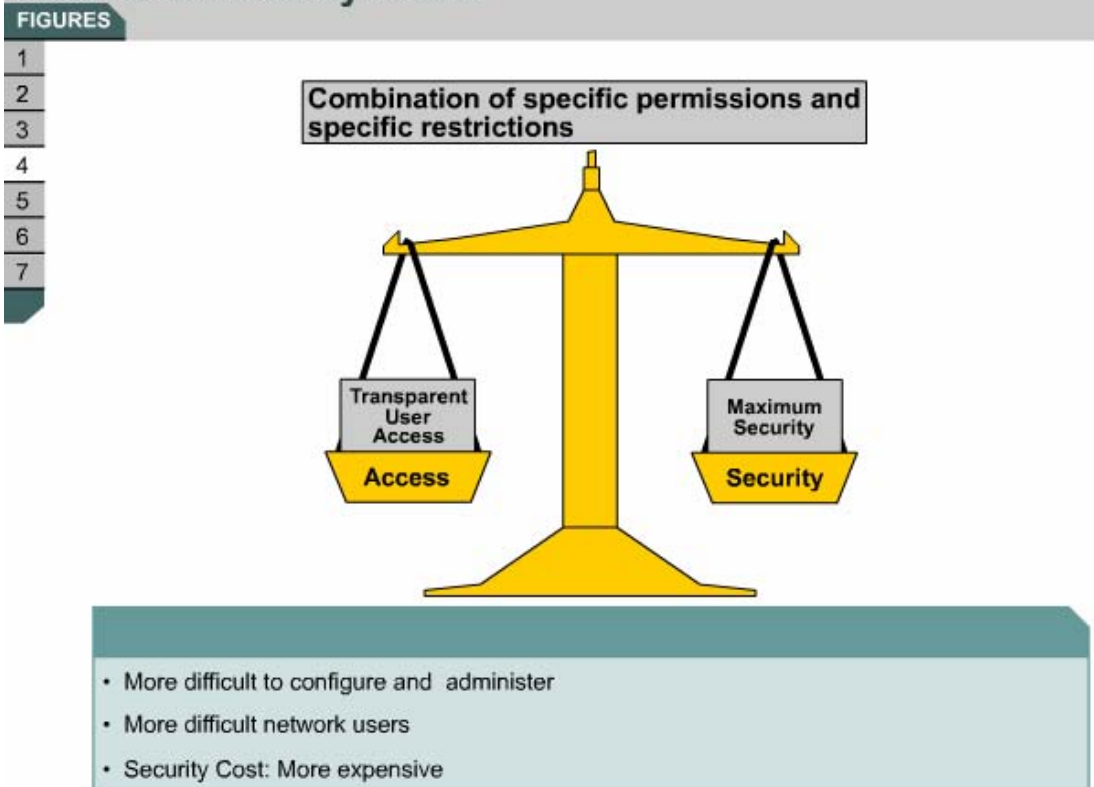 FIGURES
1
2
3
4
5
6
7
Combination of specific permissions and
specific restrictions
Transparent
User
Access
Access
Maximum
Security
Security
• More difficult to configure and administer
• More difficult network users
• Security Cost: More expensive